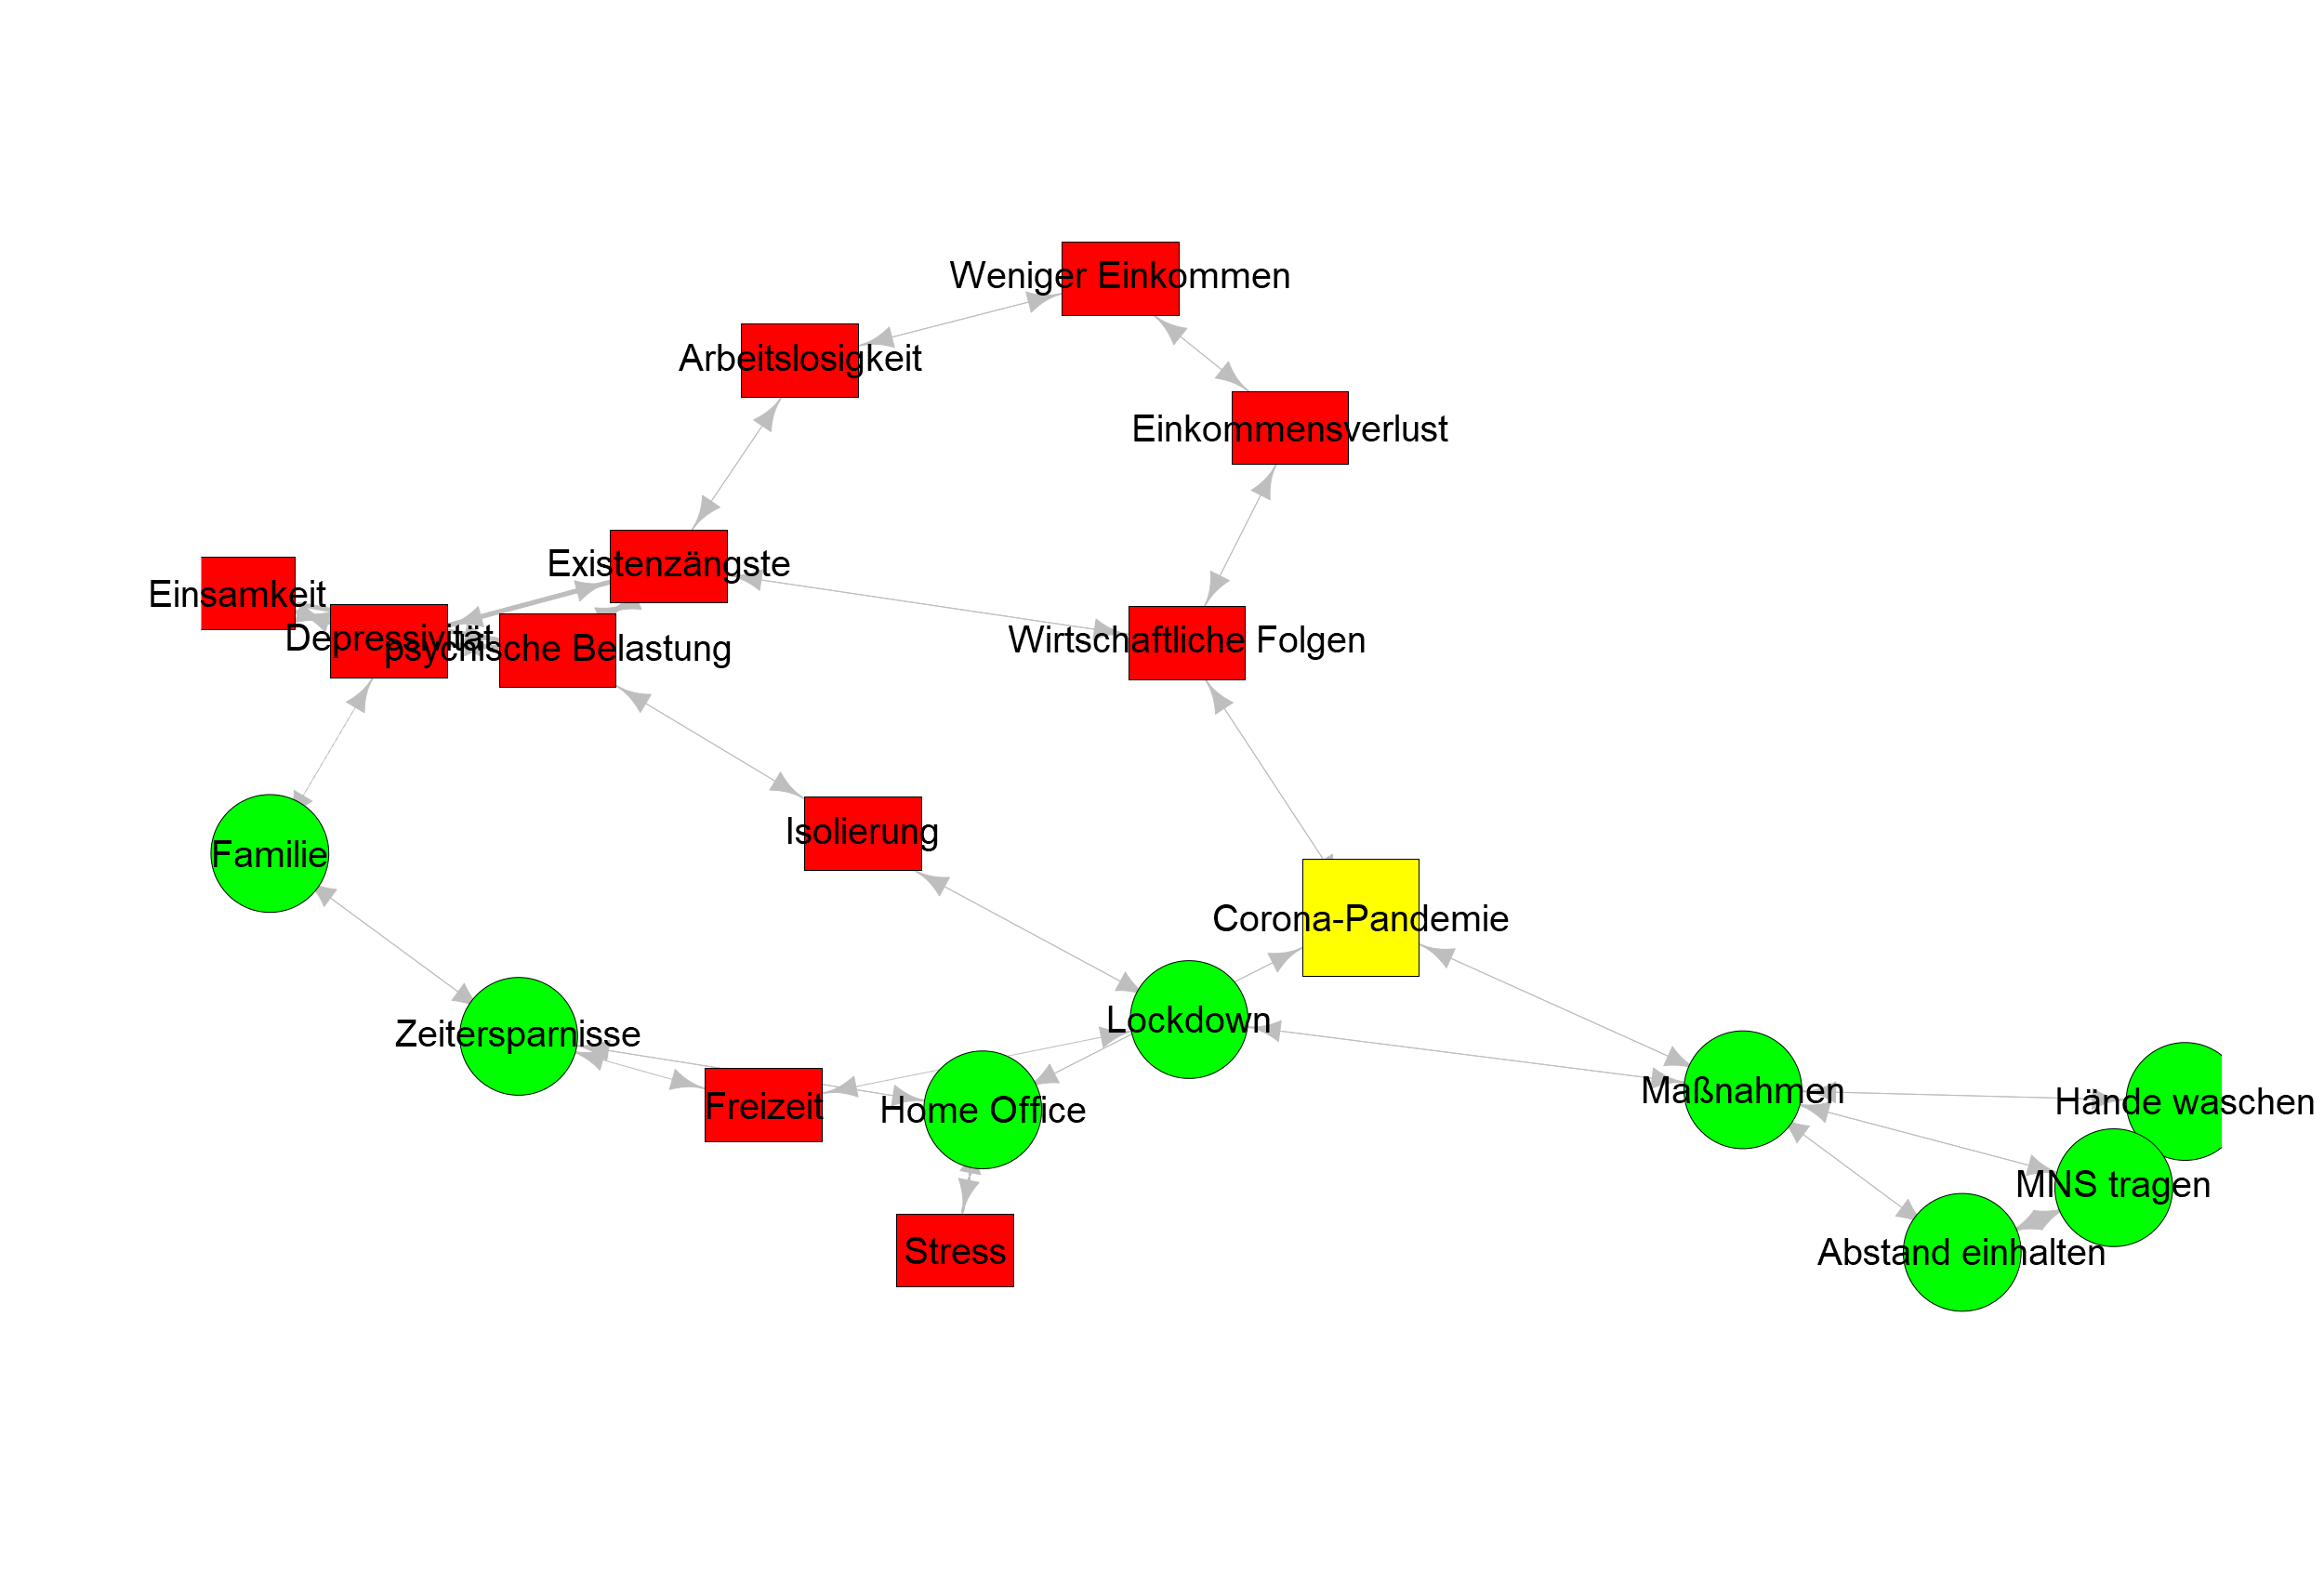 Weniger Einkommen
Arbeitslosigkeit
Einkommensverlust
Existenzängste
Einsamkeit
Depressivität
psychische Belastung
Wirtschaftliche Folgen
Isolierung
Familie
Corona-Pandemie
Lockdown
Zeitersparnisse
Maßnahmen
Hände waschen
Freizeit
Home Office
MNS tragen
Stress
Abstand einhalten